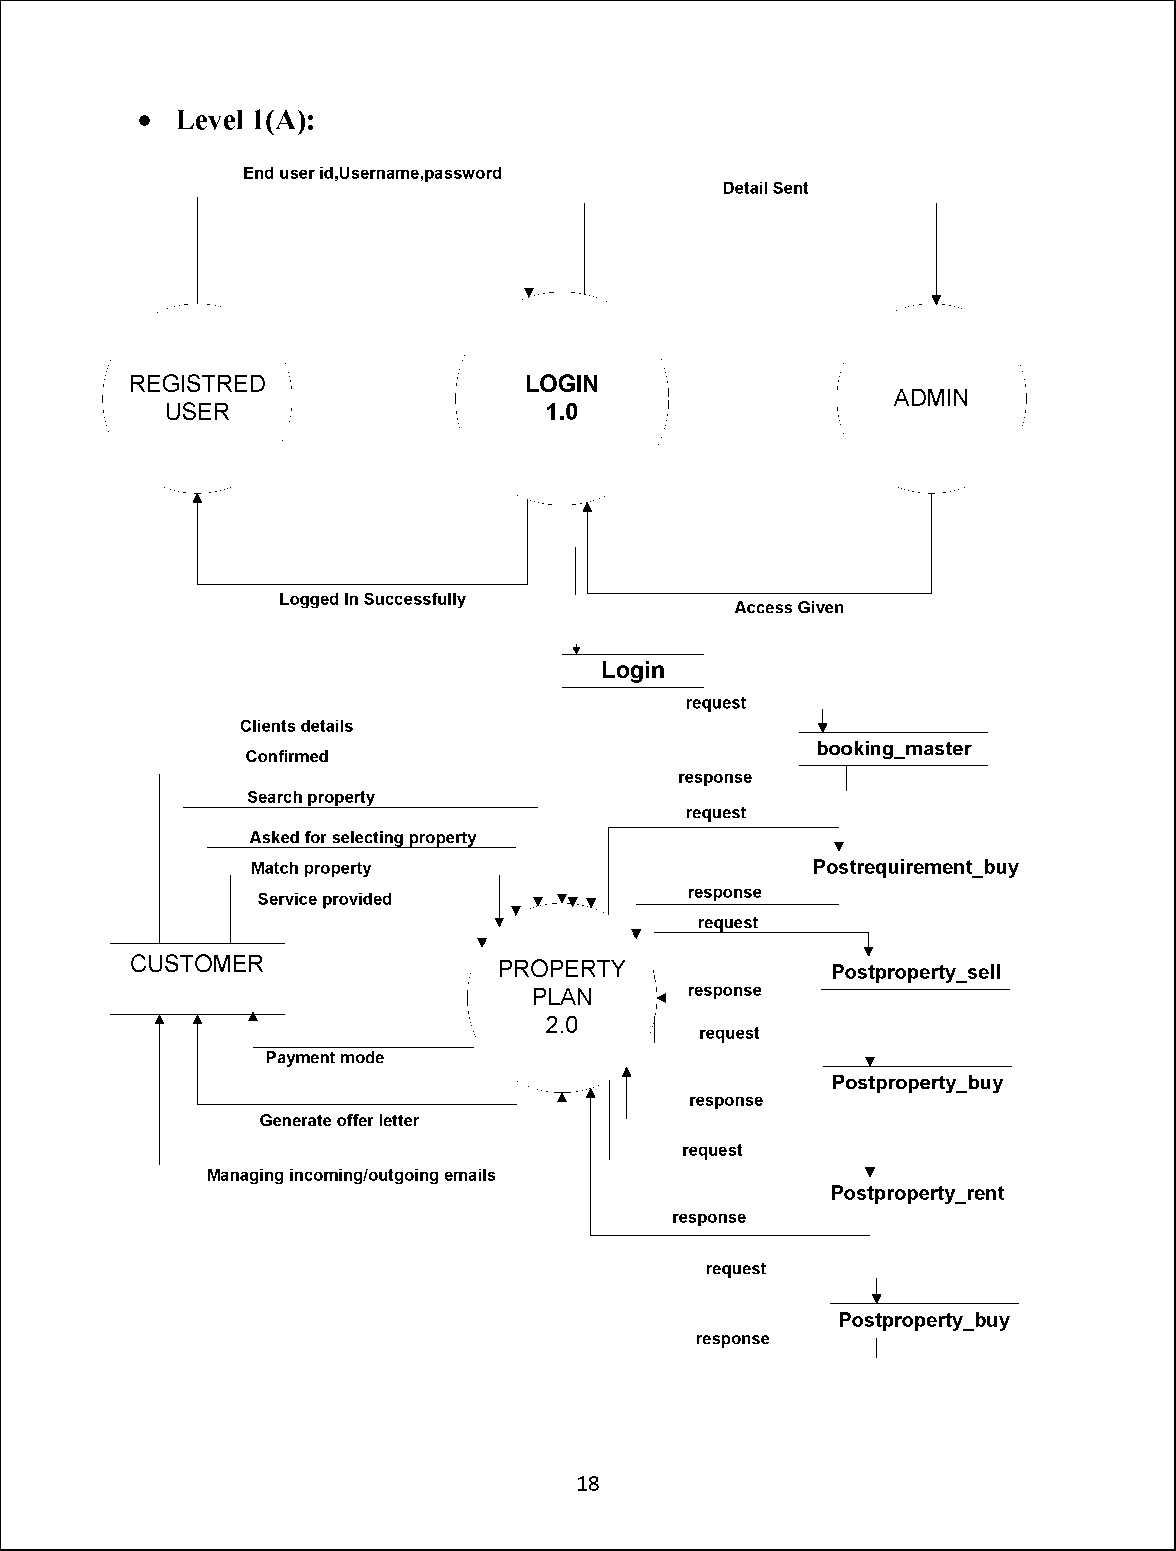 • Level 1(A):
End user id,Username,password
Detail Sent
REGISTRED
USER
LOGIN
1.0
ADMIN
Logged In Successfully
Access Given
Login
request
Clients details
booking_master
Confirmed
response
Search property
request
Asked for selecting property
Match property
Postrequirement_buy
response
Service provided
request
CUSTOMER
PROPERTY
PLAN
2.0
Postproperty_sell
response
request
Payment mode
Postproperty_buy
response
Generate offer letter
request
Managing incoming/outgoing emails
Postproperty_rent
response
request
Postproperty_buy
response
18